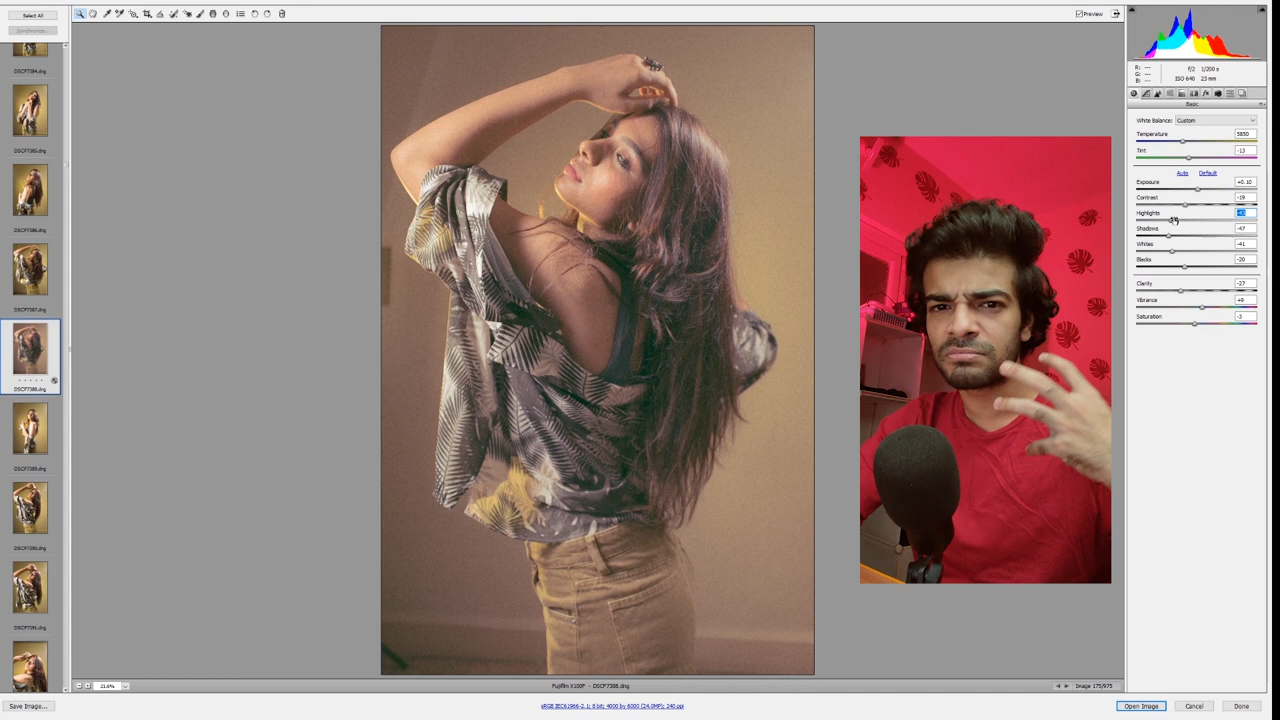 Select All
Synchronize...
Preview
DSCF7384.dng
DSCF7385.dng
DSCF7386.dng
DSCF7387.dng
DSCF7388.dng
DSCF7389.dng
DSCF7390.dng
DSCF7391.dng
R: ---
G: ---
B: ---
f/2 1/200 s
ISO 640 23 mm
Basic
White Balance: Custom
Temperature 5850
Tint -13
Auto Default
Exposure +0.10
Contrast -19
Highlights
Shadows -47
Whites -41
Blacks -20
Clarity -27
Vibrance +9
Saturation -3
21.6%
Fujifilm X100F - DSCF7388.dng
Image 175/975
Save Image...
sRGB IEC61966-2.1; 8 bit; 4000 by 6000 (24.0MP); 240 ppi
Open Image
Cancel
Done